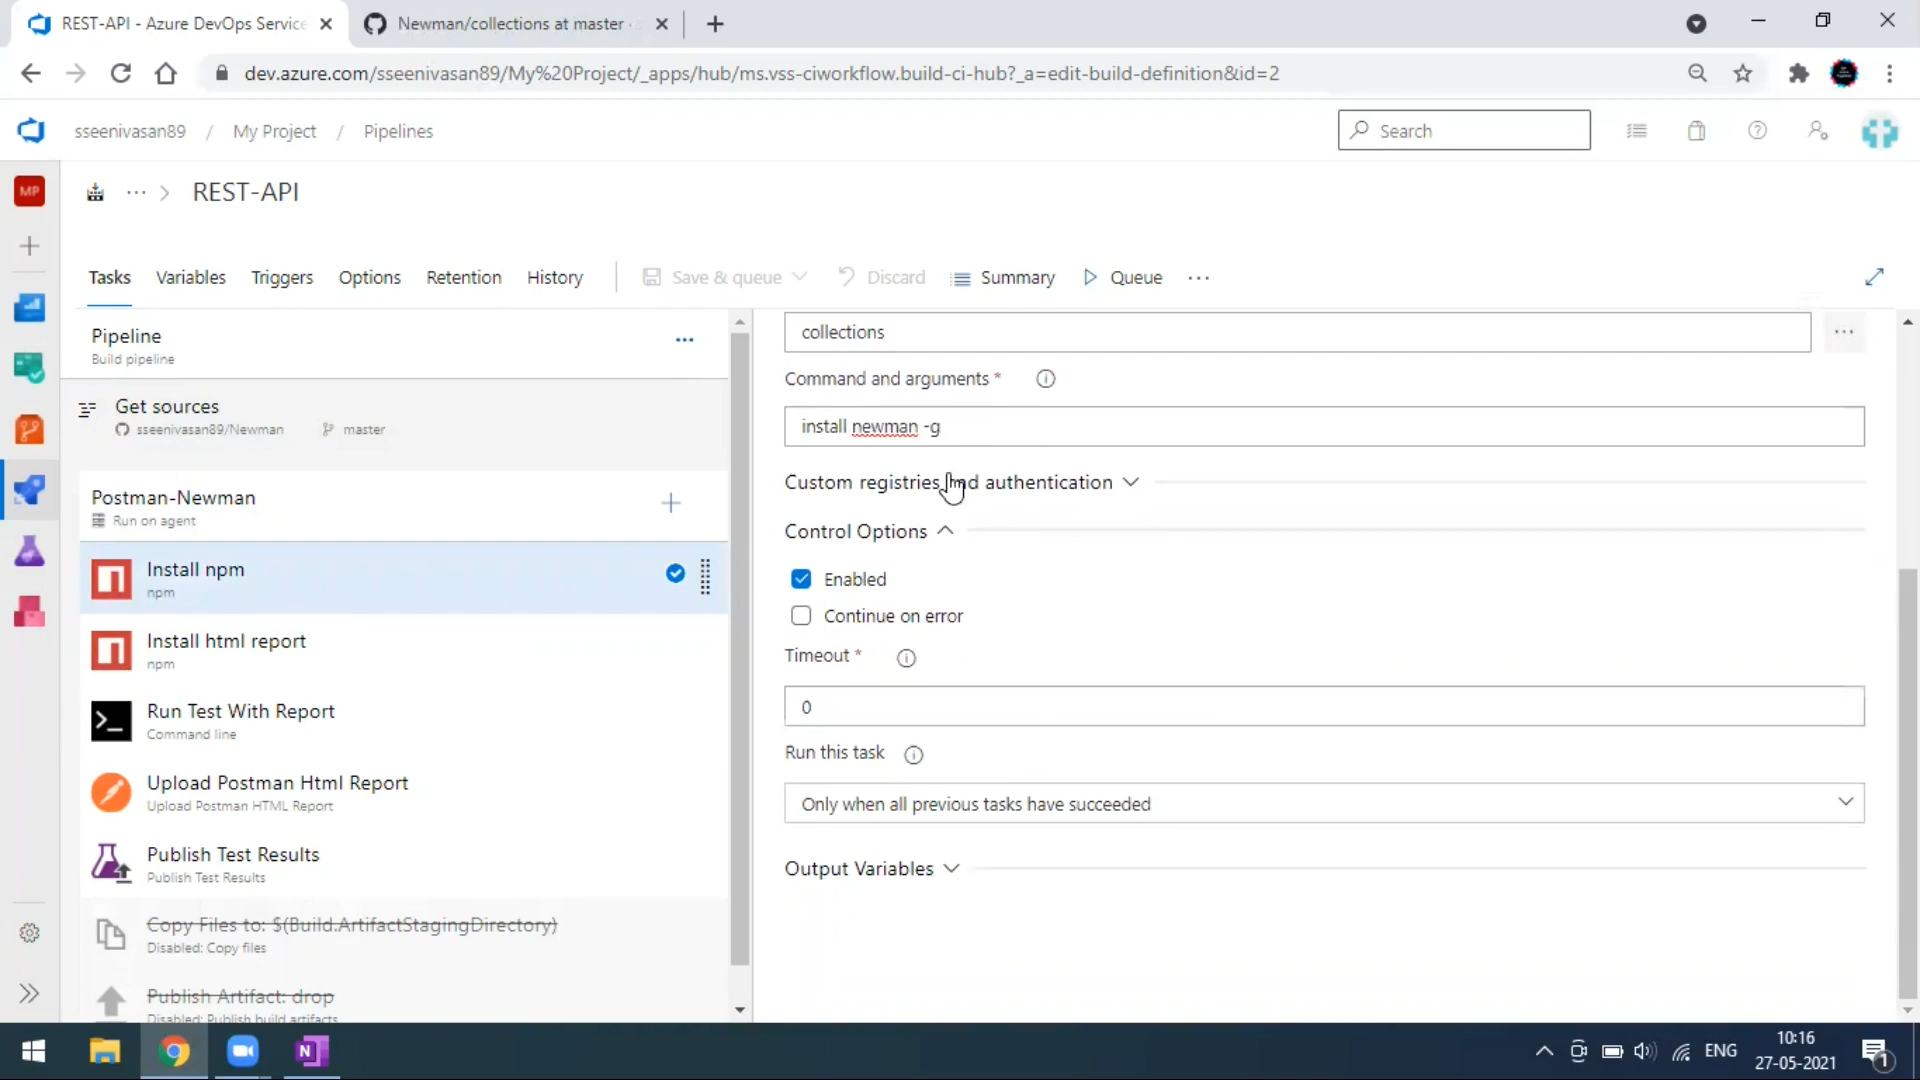 REST-API - Azure DevOps Service
Newman/collections at master ·
dev.azure.com/sseenivasan89/My%20Project/_apps/hub/ms.vss-ciworkflow.build-ci-hub?_a=edit-build-definition&id=2
sseenivasan89 / My Project / Pipelines
Search
MP
··· > REST-API
Tasks Variables Triggers Options Retention History
Save & queue Discard Summary Queue ···
Pipeline
Build pipeline
Get sources
sseenivasan89/Newman master
Postman-Newman
Run on agent
Install npm
npm
Install html report
npm
Run Test With Report
Command line
Upload Postman Html Report
Upload Postman HTML Report
Publish Test Results
Publish Test Results
Copy Files to: $(Build.ArtifactStagingDirectory)
Disabled: Copy files
Publish Artifact: drop
Disabled: Publish build artifacts
collections
Command and arguments *
install newman -g
Custom registries and authentication
Control Options
Enabled
Continue on error
Timeout *
0
Run this task
Only when all previous tasks have succeeded
Output Variables
N
ENG
10:16
27-05-2021
1